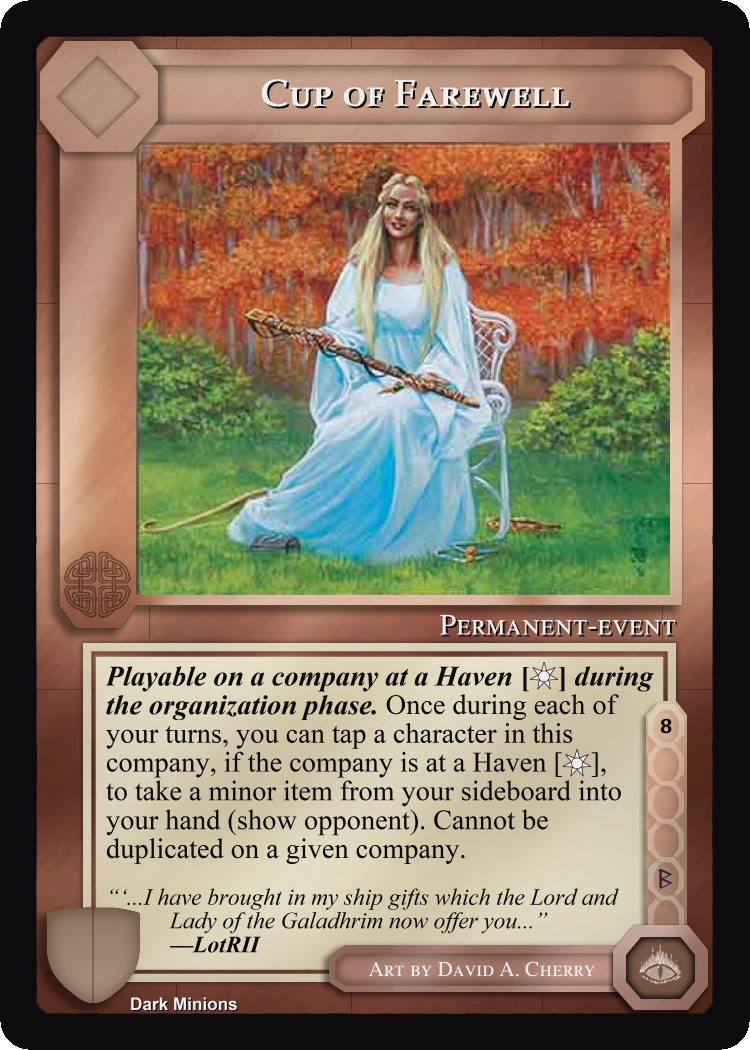 Cup of Farewell
Permanent-event
Playable on a company at a Haven [] during
the organization phase. Once during each of
your turns, you can tap a character in this
company, if the company is at a Haven [],
to take a minor item from your sideboard into
your hand (show opponent). Cannot be
duplicated on a given company.
8
“‘...I have brought in my ship gifts which the Lord and
Lady of the Galadhrim now offer you...”
—LotRII
Art by David A. Cherry
Dark Minions